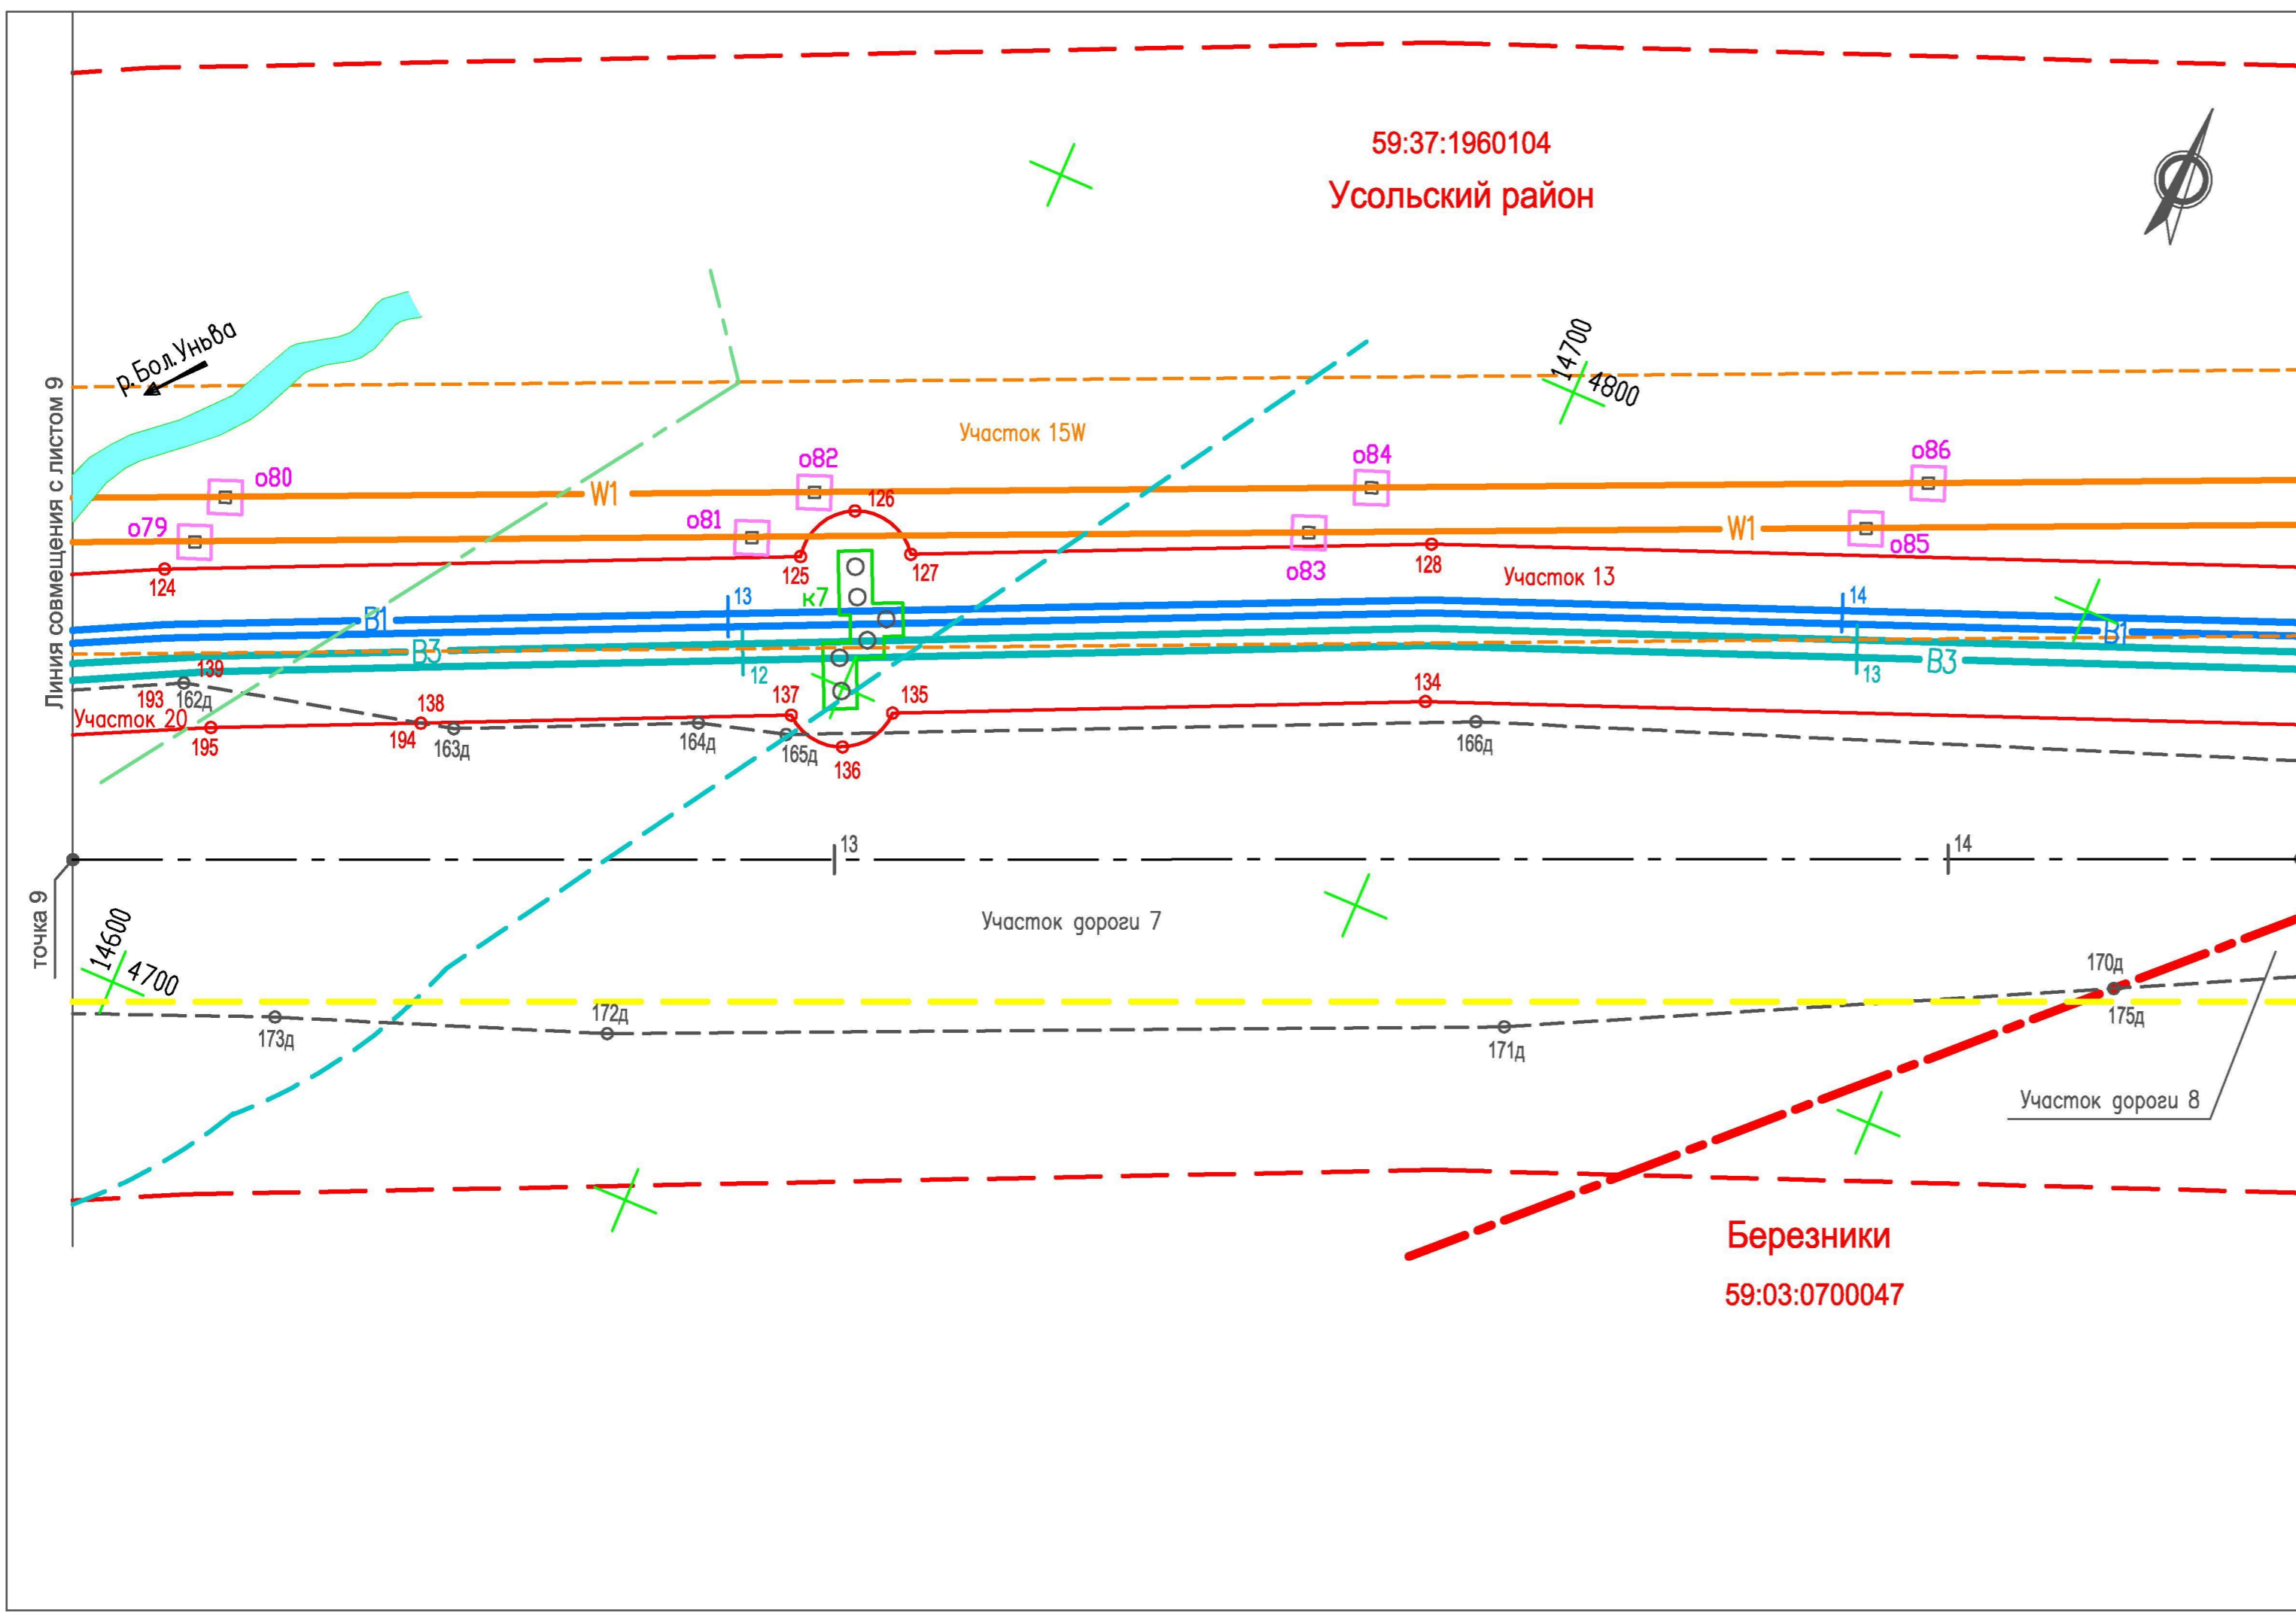 59:37:1960104
Усольский район
14700
4800
р. Бол. Уньва
Линия совмещения с листом 9
Участок 15W
о80
о82
о84
о86
W1
126
о79
о81
W1
о85
125
127
о83
128
124
Участок 13
13
14
к7
В1
В1
В3
В3
139
12
13
193
162д
137
135
134
Участок 20
138
195
194
163д
164д
165д
166д
136
13
14
точка 9
14600
4700
Участок дороги 7
170д
172д
175д
173д
171д
Участок дороги 8
Березники
59:03:0700047